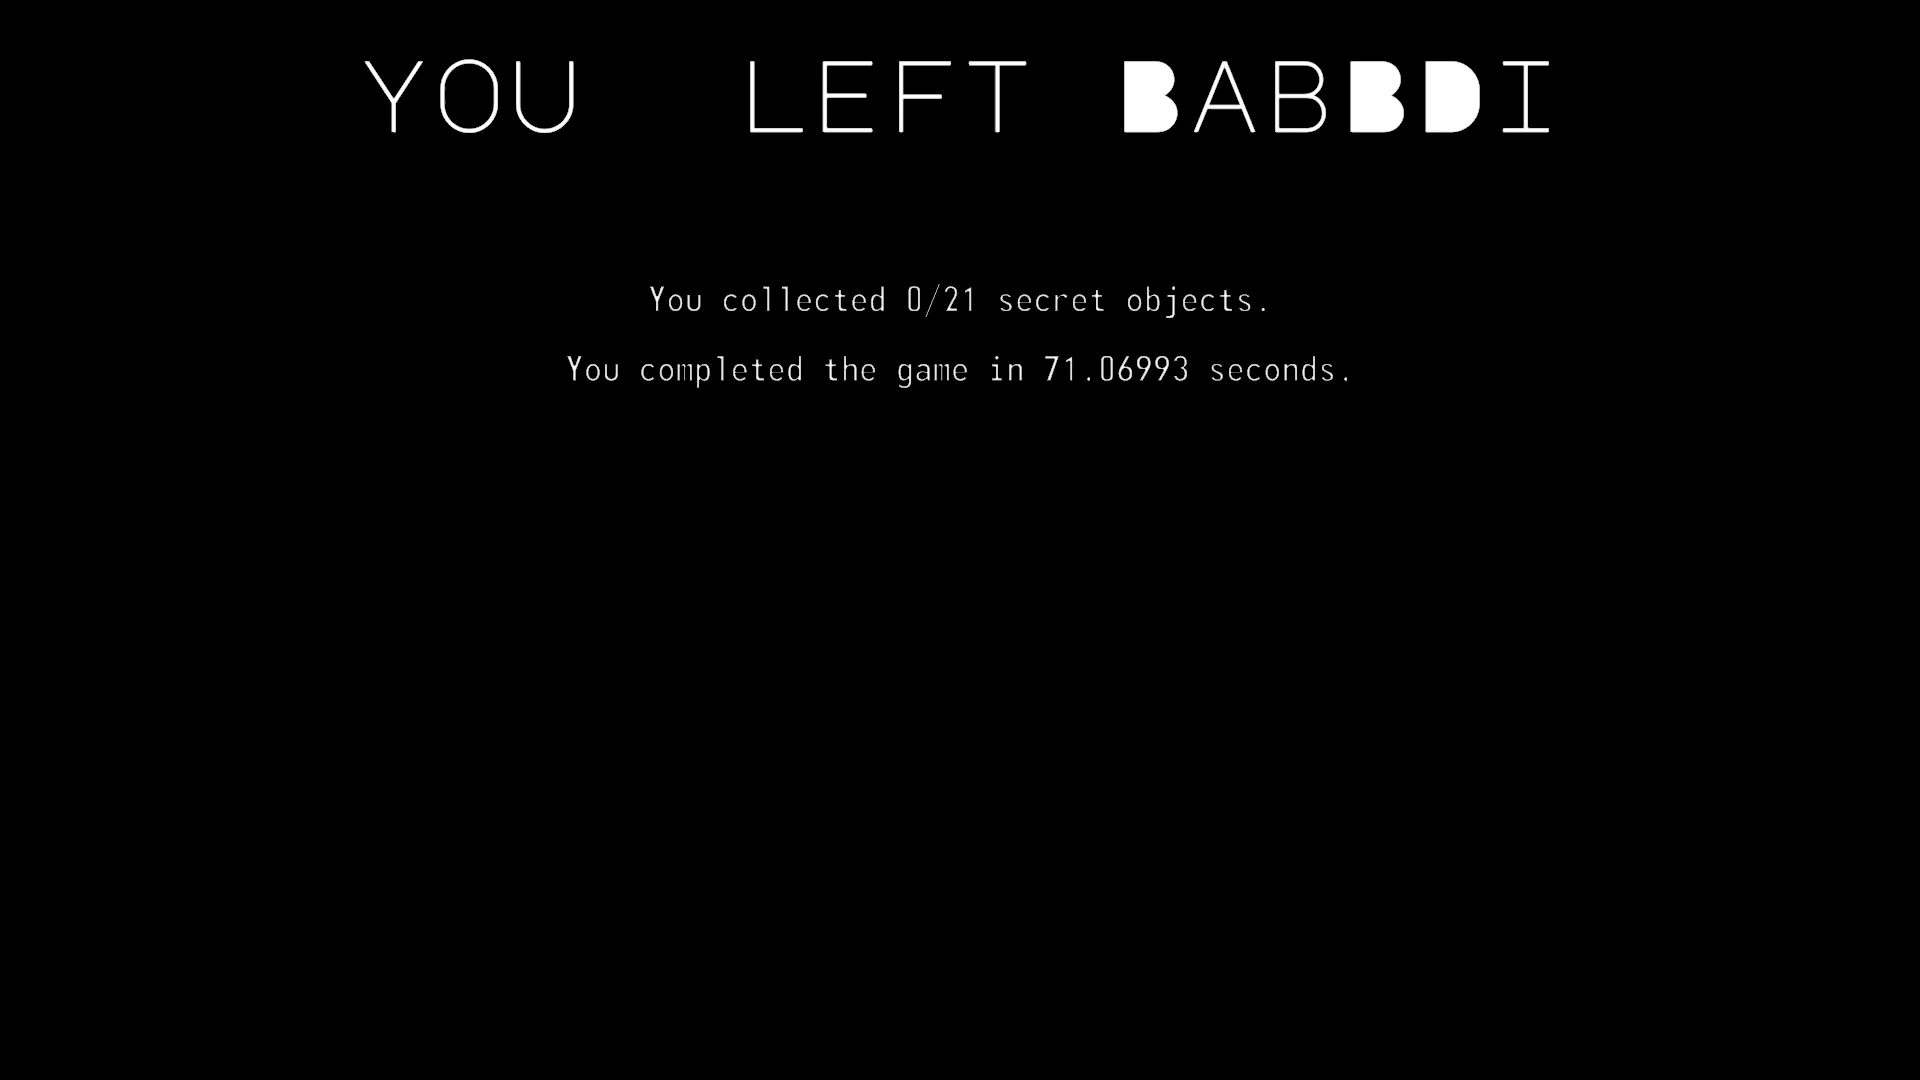 YOU LEFT BABBDI
You collected 0/21 secret objects.
You completed the game in 71.06993 seconds.